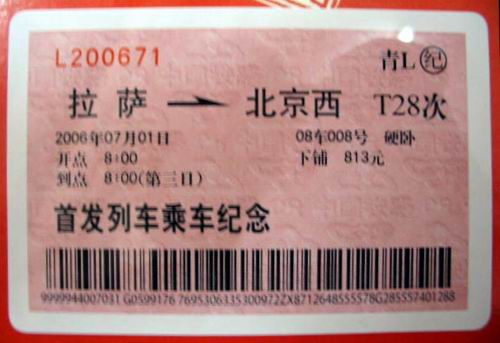 L200671 青L 纪
拉萨 北京西 T28次
2006年07月01日 08车008号 硬卧
开点 8:00 下铺 813元
到点 8:00(第三日)
首发列车乘车纪念
9999944007031 G0599176 7695306335300972ZX8712648555578G285557401288